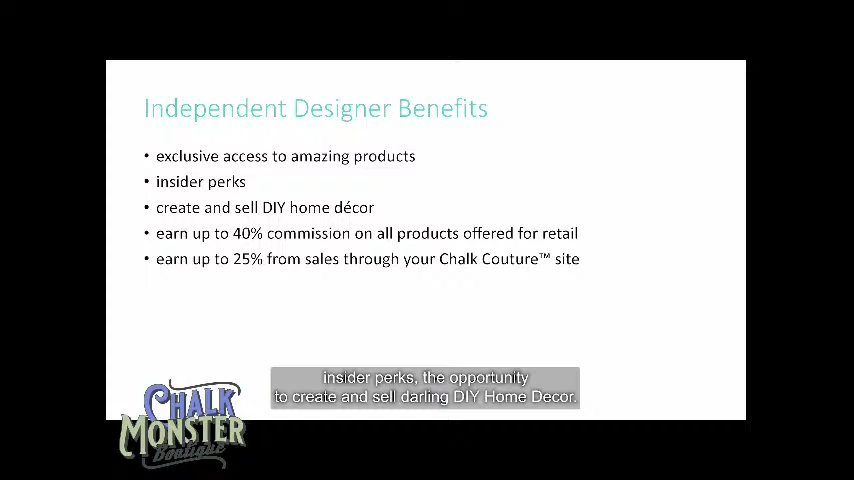 Independent Designer Benefits
• exclusive access to amazing products
• insider perks
• create and sell DIY home décor
• earn up to 40% commission on all products offered for retail
• earn up to 25% from sales through your Chalk Couture™ site
insider perks, the opportunity
to create and sell darling DIY Home Decor.
CHALK
MONSTER
Boutique